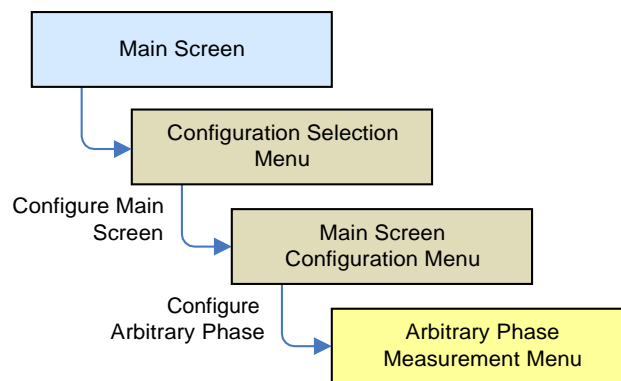 Main Screen
Configuration Selection
Menu
Configure Main
Screen
Main Screen
Configuration Menu
Configure
Arbitrary Phase
Arbitrary Phase
Measurement Menu